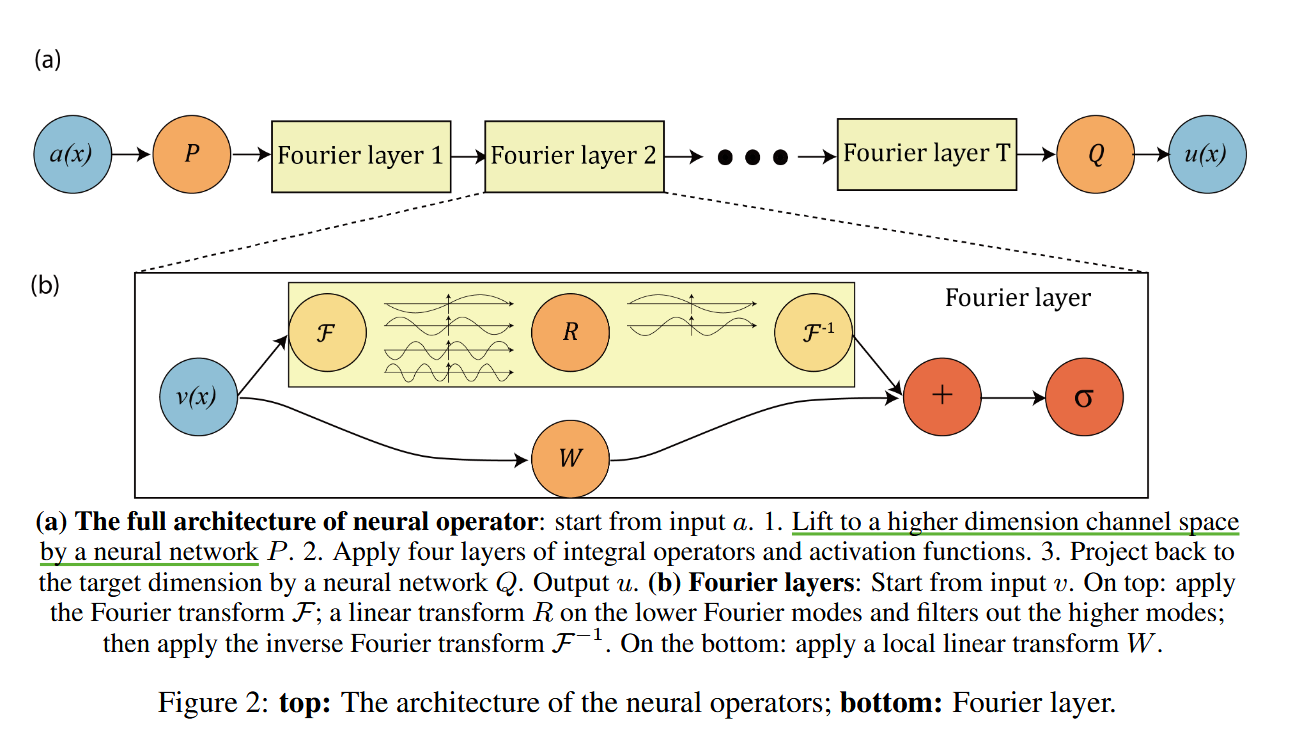 (a)
a(x) P Fourier layer 1 Fourier layer 2 ● ● ● Fourier layer T Q u(x)
(b)
Fourier layer
ℱ R ℱ⁻¹
v(x) + σ
W
(a) The full architecture of neural operator: start from input a. 1. Lift to a higher dimension channel space
by a neural network P. 2. Apply four layers of integral operators and activation functions. 3. Project back to
the target dimension by a neural network Q. Output u. (b) Fourier layers: Start from input v. On top: apply
the Fourier transform ℱ; a linear transform R on the lower Fourier modes and filters out the higher modes;
then apply the inverse Fourier transform ℱ⁻¹. On the bottom: apply a local linear transform W.
Figure 2: top: The architecture of the neural operators; bottom: Fourier layer.